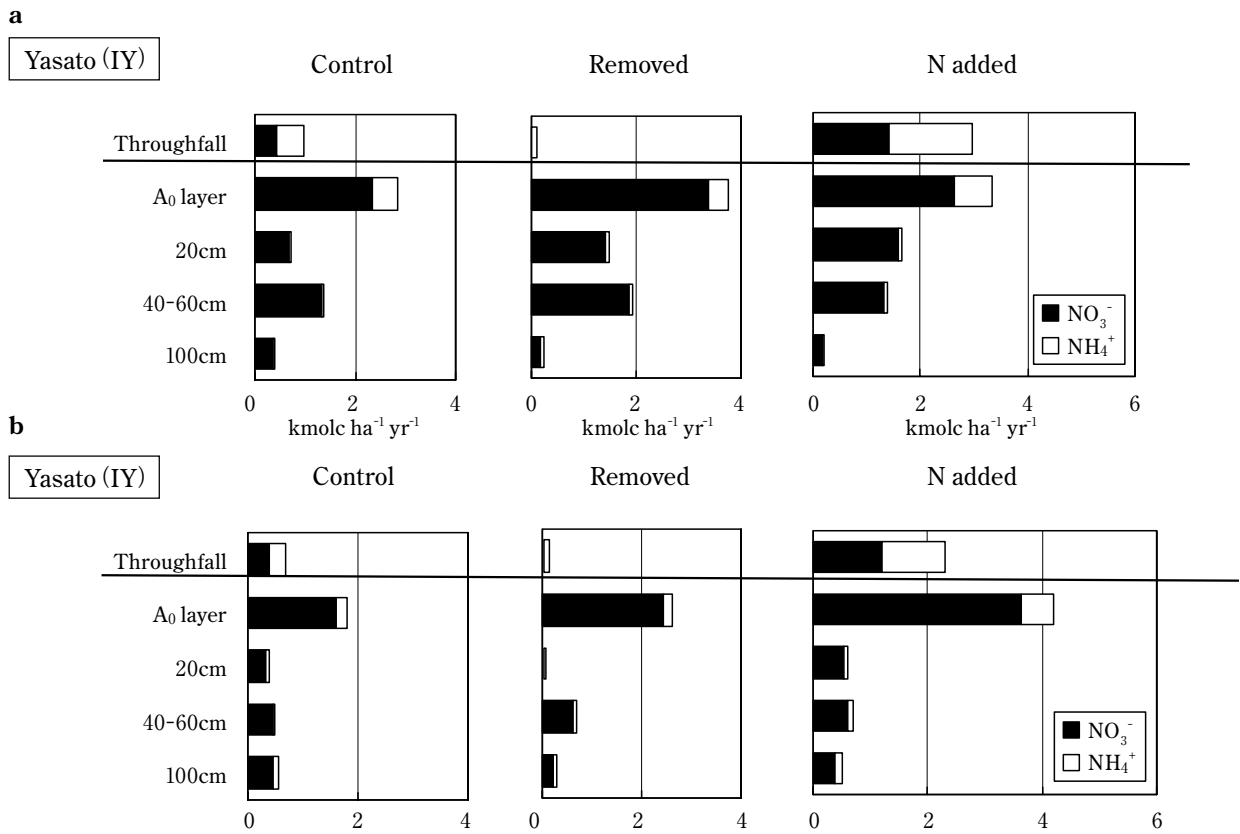 a
Yasato (IY)
Control
Removed
N added
Throughfall
A₀ layer
20cm
40-60cm
100cm
NO₃⁻
NH₄⁺
0 2 4
0 2 4
0 2 4 6
kmolc ha⁻¹ yr⁻¹
kmolc ha⁻¹ yr⁻¹
kmolc ha⁻¹ yr⁻¹
b
Yasato (IY)
Control
Removed
N added
Throughfall
A₀ layer
20cm
40-60cm
100cm
NO₃⁻
NH₄⁺
0 2 4
0 2 4
0 2 4 6